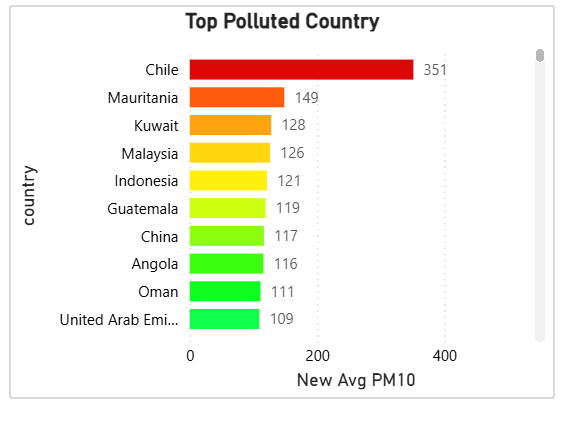 Top Polluted Country
country
Chile 351
Mauritania 149
Kuwait 128
Malaysia 126
Indonesia 121
Guatemala 119
China 117
Angola 116
Oman 111
United Arab Emi... 109
0 200 400
New Avg PM10